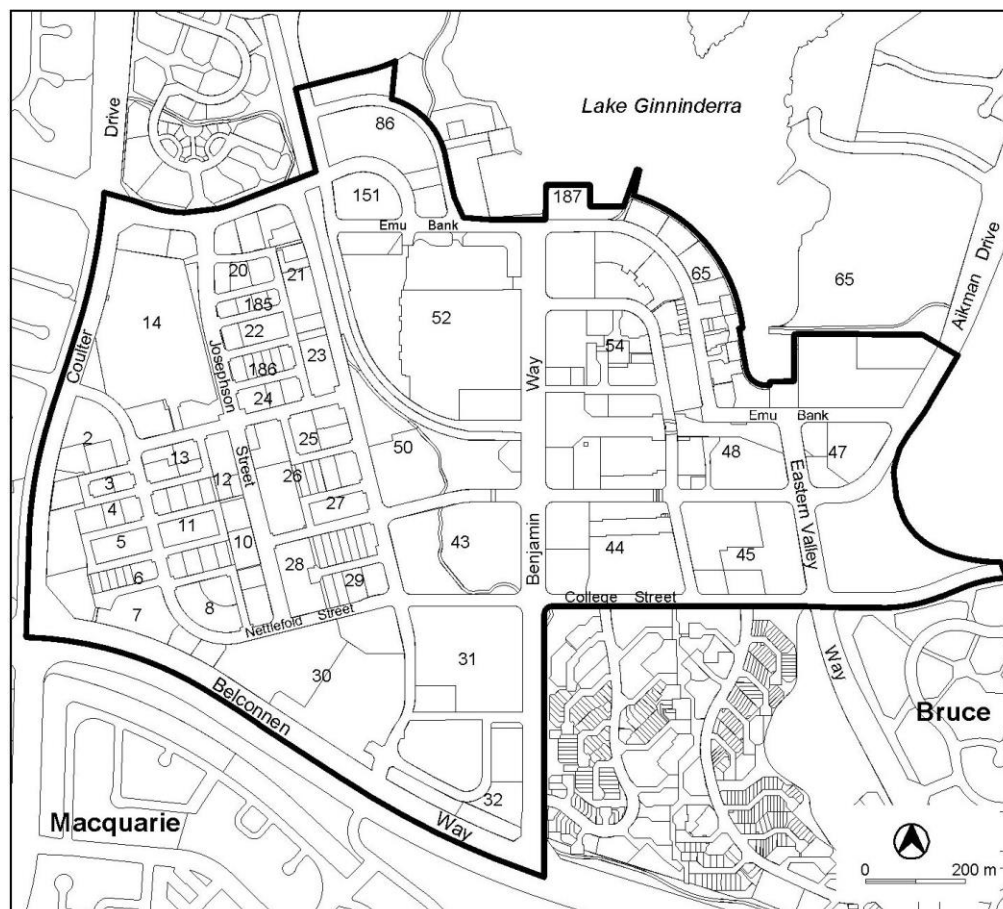 Lake Ginninderra
Drive
86
151
187
Emu Bank
20
21
65
65
Aikman Drive
185
14
22
52
Coulter
Josephson
23
54
Way
186
24
Emu Bank
2
25
13
50
48
47
3
Street
26
12
4
27
Eastern Valley
11
5
10
43
44
45
Benjamin
28
6
29
College Street
7
8
Nettlefold Street
31
30
Way
Belconnen
Bruce
32
Macquarie
Way
0 200 m